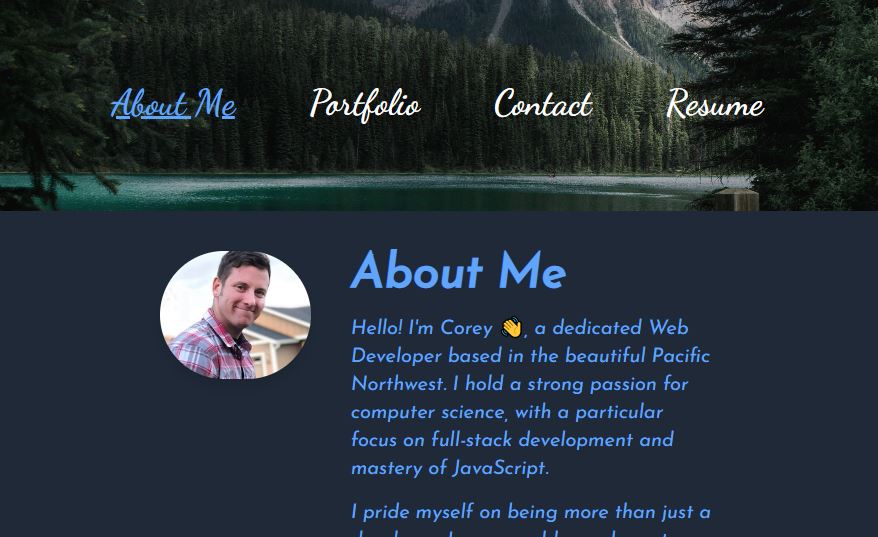 About Me Portfolio Contact Resume
About Me
Hello! I'm Corey 👋, a dedicated Web
Developer based in the beautiful Pacific
Northwest. I hold a strong passion for
computer science, with a particular
focus on full-stack development and
mastery of JavaScript.
I pride myself on being more than just a